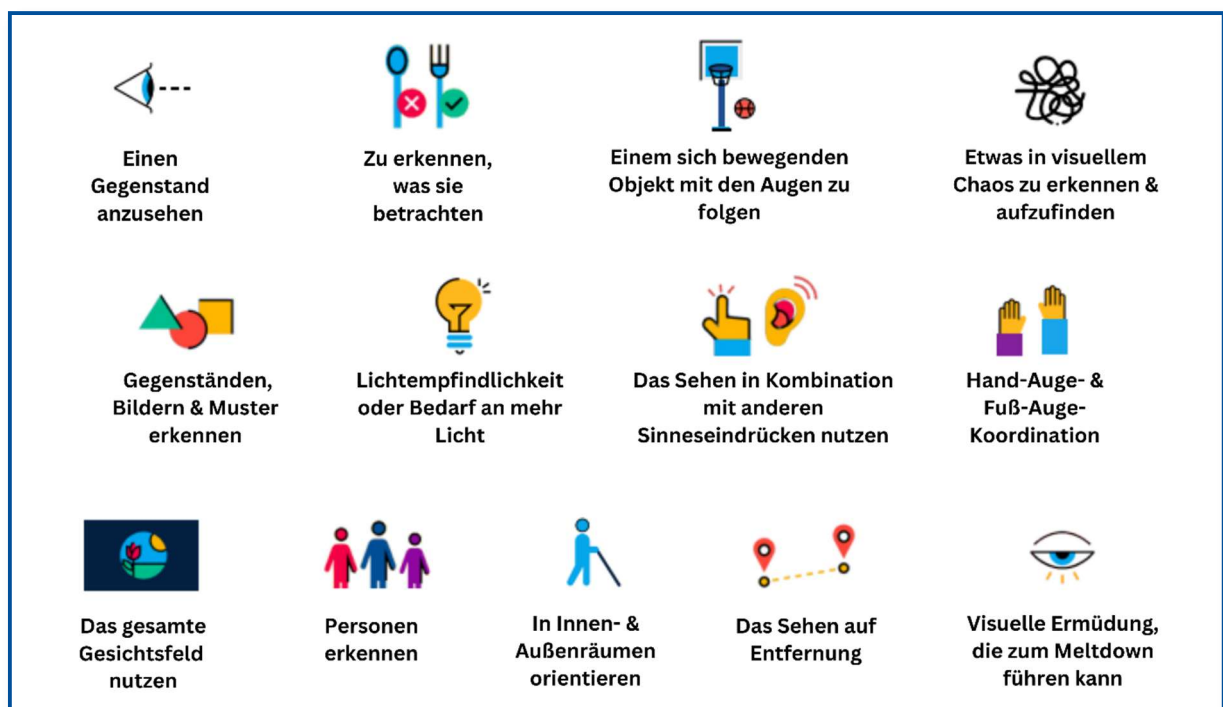 Einen
Gegenstand
anzusehen
Zu erkennen,
was sie
betrachten
Einem sich bewegenden
Objekt mit den Augen zu
folgen
Etwas in visuellem
Chaos zu erkennen &
aufzufinden
Gegenständen,
Bildern & Muster
erkennen
Lichtempfindlichkeit
oder Bedarf an mehr
Licht
Das Sehen in Kombination
mit anderen
Sinneseindrücken nutzen
Hand-Auge- &
Fuß-Auge-
Koordination
Das gesamte
Gesichtsfeld
nutzen
Personen
erkennen
In Innen- &
Außenräumen
orientieren
Das Sehen auf
Entfernung
Visuelle Ermüdung,
die zum Meltdown
führen kann